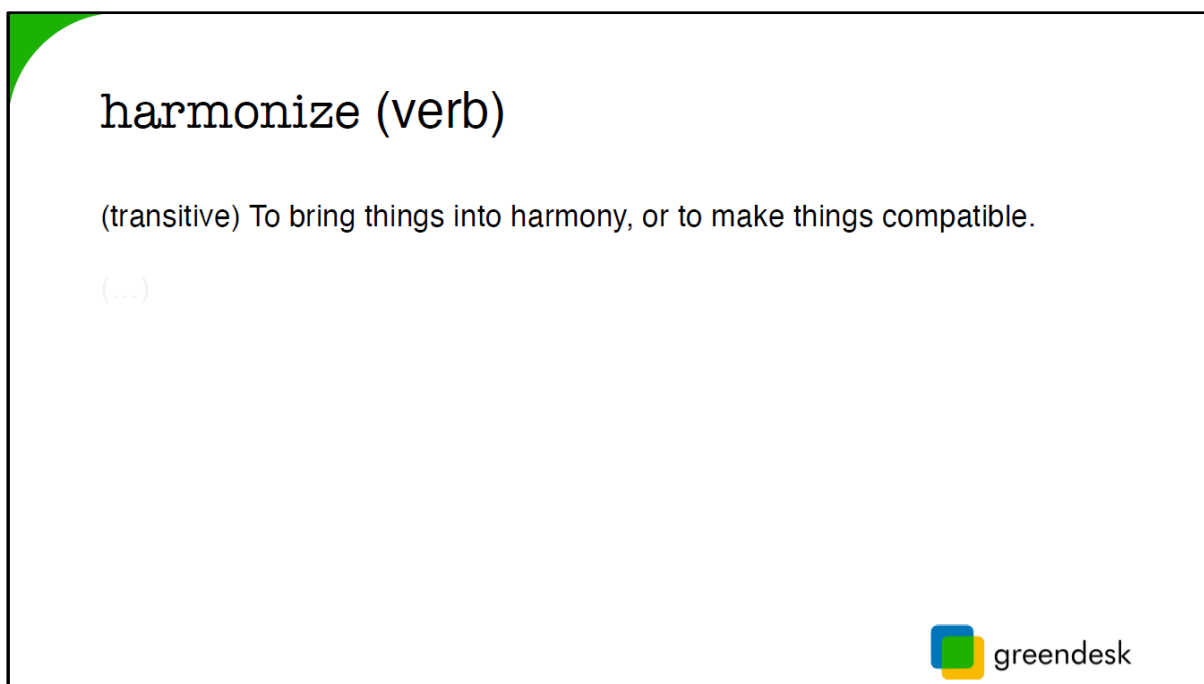 harmonize (verb)
(transitive) To bring things into harmony, or to make things compatible.
(...)
greendesk